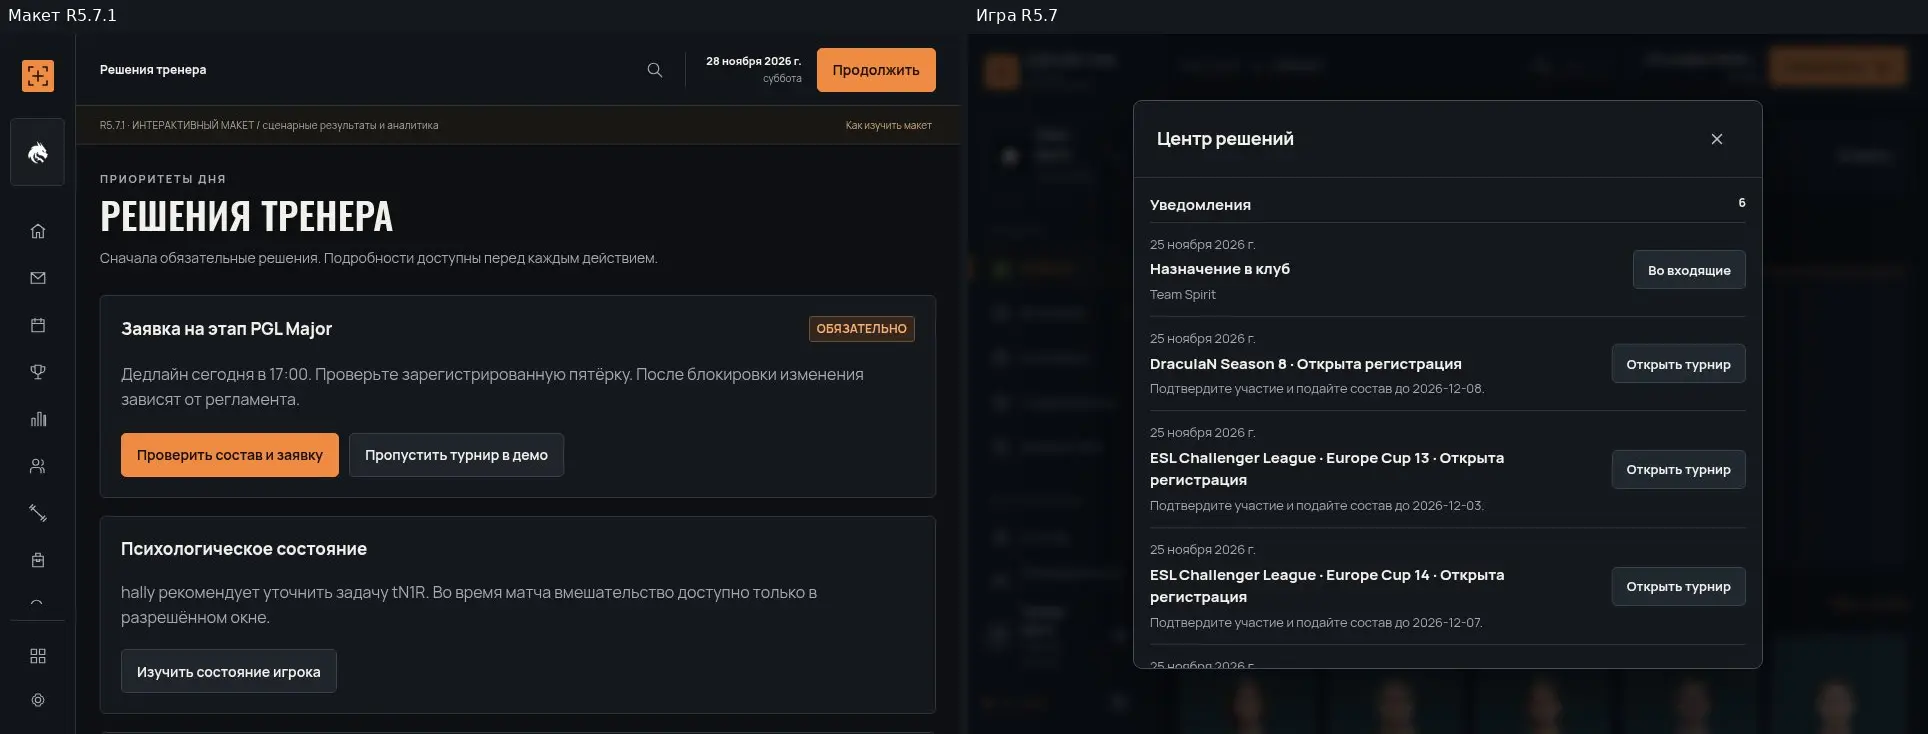 Макет R5.7.1
Решения тренера
28 ноября 2026 г.
суббота
Продолжить
R5.7.1 · ИНТЕРАКТИВНЫЙ МАКЕТ / сценарные результаты и аналитика
Как изучить макет
ПРИОРИТЕТЫ ДНЯ
РЕШЕНИЯ ТРЕНЕРА
Сначала обязательные решения. Подробности доступны перед каждым действием.
Заявка на этап PGL Major
ОБЯЗАТЕЛЬНО
Дедлайн сегодня в 17:00. Проверьте зарегистрированную пятёрку. После блокировки изменения
зависят от регламента.
Проверить состав и заявку
Пропустить турнир в демо
Психологическое состояние
hally рекомендует уточнить задачу tN1R. Во время матча вмешательство доступно только в
разрешённом окне.
Изучить состояние игрока
Игра R5.7
Центр решений
Уведомления
6
25 ноября 2026 г.
Назначение в клуб
Team Spirit
Во входящие
25 ноября 2026 г.
DraculaN Season 8 · Открыта регистрация
Подтвердите участие и подайте состав до 2026-12-08.
Открыть турнир
25 ноября 2026 г.
ESL Challenger League · Europe Cup 13 · Открыта
регистрация
Подтвердите участие и подайте состав до 2026-12-03.
Открыть турнир
25 ноября 2026 г.
ESL Challenger League · Europe Cup 14 · Открыта
регистрация
Подтвердите участие и подайте состав до 2026-12-07.
Открыть турнир
25 ноября 2026 г.